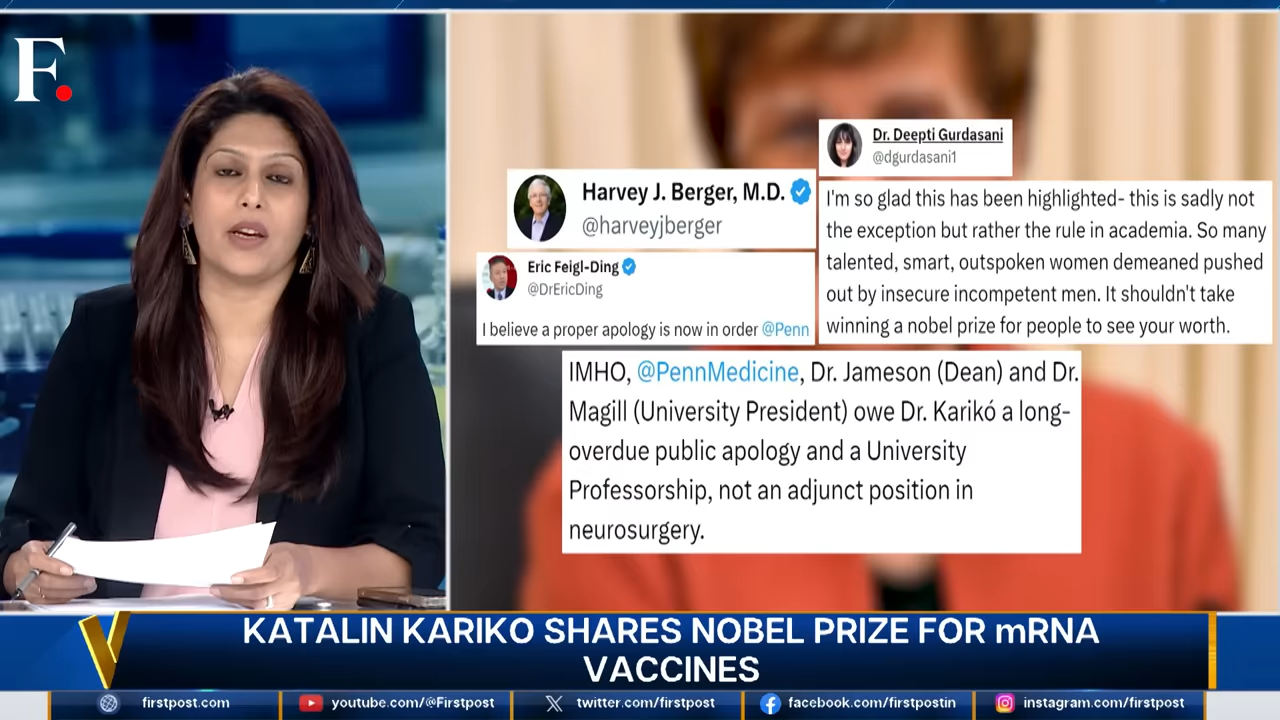 F.
Dr. Deepti Gurdasani
@dgurdasani1
I'm so glad this has been highlighted- this is sadly not
the exception but rather the rule in academia. So many
talented, smart, outspoken women demeaned pushed
out by insecure incompetent men. It shouldn't take
winning a nobel prize for people to see your worth.
Harvey J. Berger, M.D.
@harveyjberger
Eric Feigl-Ding
@DrEricDing
I believe a proper apology is now in order @Penn
IMHO, @PennMedicine, Dr. Jameson (Dean) and Dr.
Magill (University President) owe Dr. Karikó a long-
overdue public apology and a University
Professorship, not an adjunct position in
neurosurgery.
V
KATALIN KARIKO SHARES NOBEL PRIZE FOR mRNA
VACCINES
firstpost.com
youtube.com/@Firstpost
twitter.com/firstpost
facebook.com/firstpostin
instagram.com/firstpost